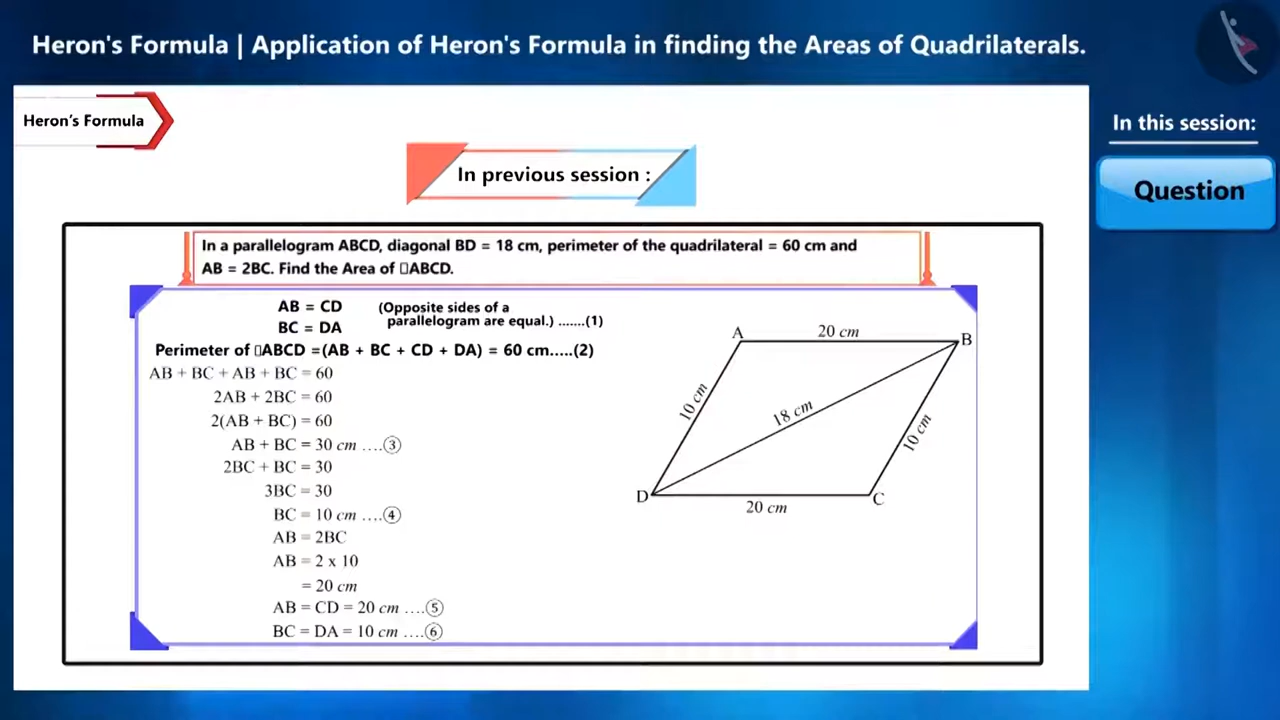 Heron's Formula | Application of Heron's Formula in finding the Areas of Quadrilaterals.
Heron's Formula
In this session:
Question
In previous session :
In a parallelogram ABCD, diagonal BD = 18 cm, perimeter of the quadrilateral = 60 cm and
AB = 2BC. Find the Area of ▯ABCD.
AB = CD (Opposite sides of a
BC = DA parallelogram are equal.) .......(1)
Perimeter of ▯ABCD =(AB + BC + CD + DA) = 60 cm.....(2)
AB + BC + AB + BC = 60
2AB + 2BC = 60
2(AB + BC) = 60
AB + BC = 30 cm ....③
2BC + BC = 30
3BC = 30
BC = 10 cm ....④
AB = 2BC
AB = 2 x 10
= 20 cm
AB = CD = 20 cm ....⑤
BC = DA = 10 cm ....⑥
A 20 cm B
10 cm
18 cm
10 cm
D 20 cm C